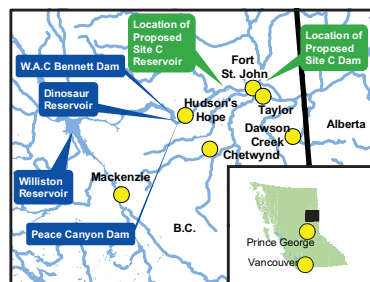 Location of
Proposed
Site C
Reservoir
Location of
Proposed
Site C Dam
Fort
St. John
W.A.C Bennett Dam
Dinosaur
Reservoir
Hudson's
Hope
Taylor
Dawson
Creek
Alberta
Chetwynd
Williston
Reservoir
Mackenzie
B.C.
Peace Canyon Dam
Prince George
Vancouver